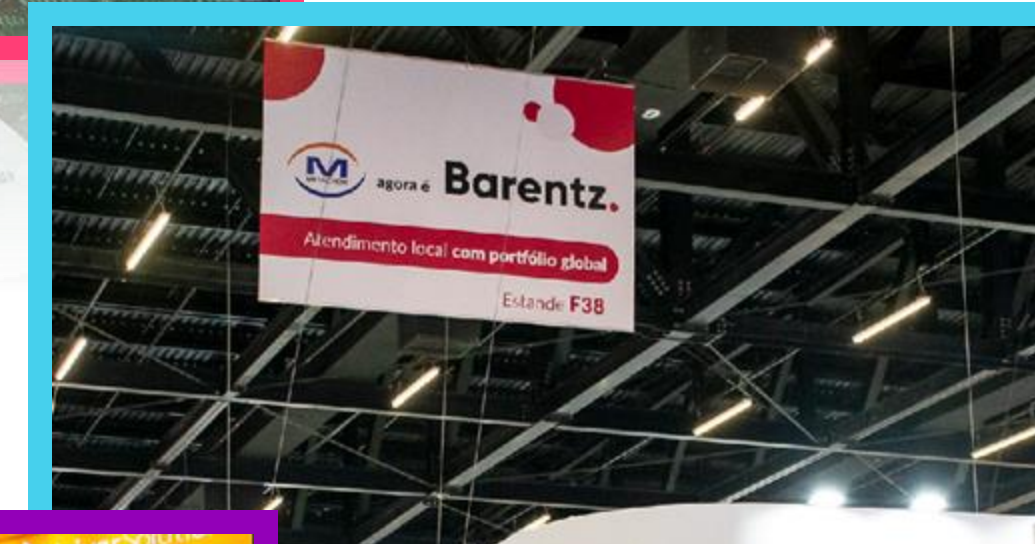 M
agora é Barentz.
Atendimento local com portfólio global
Estande F38